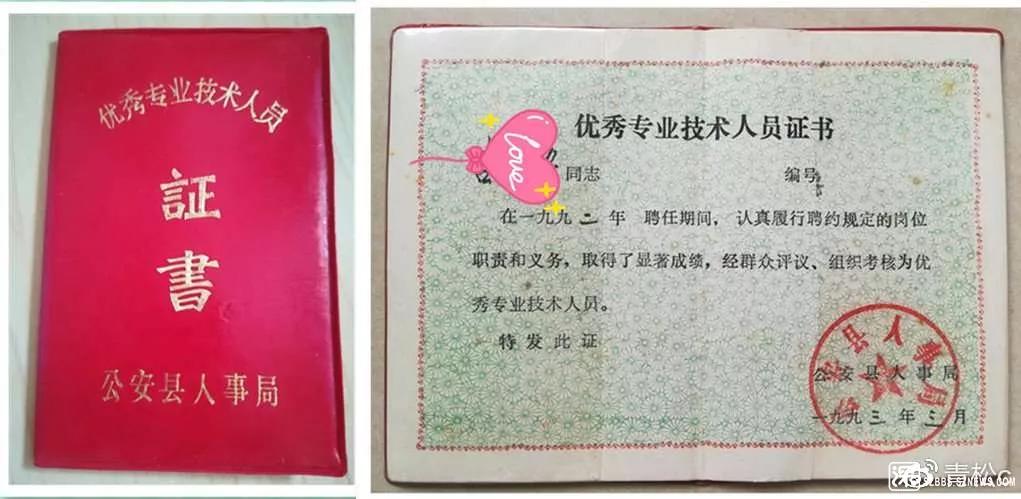 优秀专业技术人员
証
書
公安县人事局
i love
优秀专业技术人员证书
同志
编号
在一九九二年 聘任期间，认真履行聘约规定的岗位
职责和义务，取得了显著成绩，经群众评议、组织考核为优
秀专业技术人员。
特发此证
公安县人事局
公安县人事局
一九九三年三月
青松c
SZBBS.SZNEWS.COM